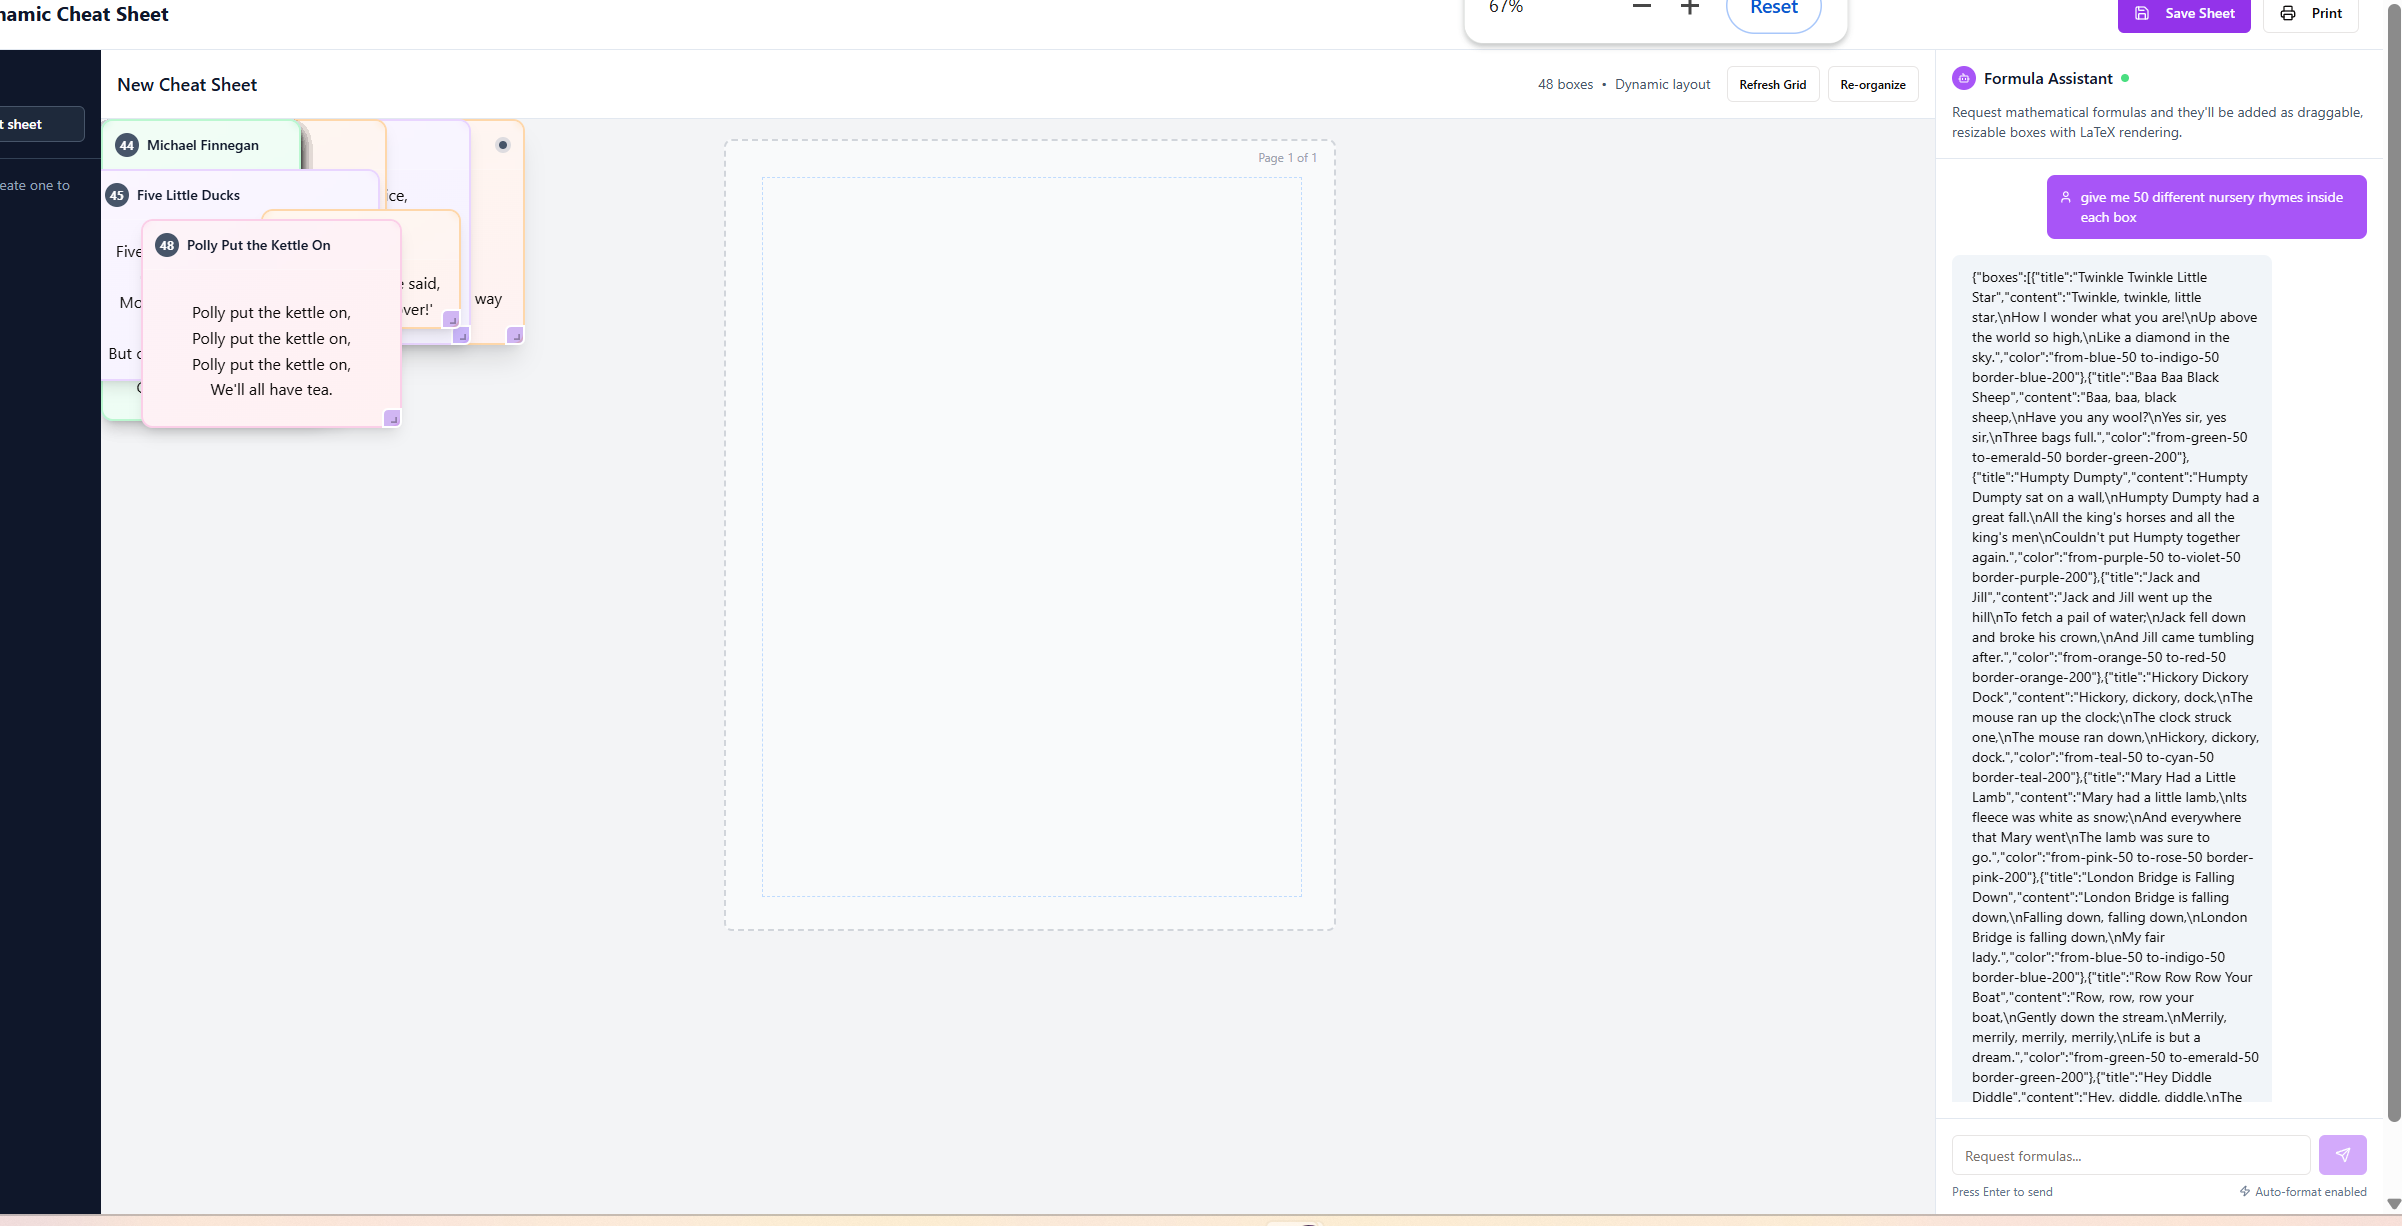 namic Cheat Sheet
67%
Reset
Save Sheet
Print
t sheet
eate one to
New Cheat Sheet
48 boxes • Dynamic layout
Refresh Grid
Re-organize
44 Michael Finnegan
ice,
45 Five Little Ducks
Five
48 Polly Put the Kettle On
said,
way
ver!'
Polly put the kettle on,
Polly put the kettle on,
Polly put the kettle on,
We'll all have tea.
But
Page 1 of 1
Formula Assistant
Request mathematical formulas and they'll be added as draggable,
resizable boxes with LaTeX rendering.
give me 50 different nursery rhymes inside
each box
{"boxes":[{"title":"Twinkle Twinkle Little
Star","content":"Twinkle, twinkle, little
star,\nHow I wonder what you are!\nUp above
the world so high,\nLike a diamond in the
sky.","color":"from-blue-50 to-indigo-50
border-blue-200"},{"title":"Baa Baa Black
Sheep","content":"Baa, baa, black
sheep,\nHave you any wool?\nYes sir, yes
sir,\nThree bags full.","color":"from-green-50
to-emerald-50 border-green-200"},
{"title":"Humpty Dumpty","content":"Humpty
Dumpty sat on a wall,\nHumpty Dumpty had a
great fall.\nAll the king's horses and all the
king's men\nCouldn't put Humpty together
again.","color":"from-purple-50 to-violet-50
border-purple-200"},{"title":"Jack and
Jill","content":"Jack and Jill went up the
hill\nTo fetch a pail of water;\nJack fell down
and broke his crown,\nAnd Jill came tumbling
after.","color":"from-orange-50 to-red-50
border-orange-200"},{"title":"Hickory Dickory
Dock","content":"Hickory, dickory, dock,\nThe
mouse ran up the clock;\nThe clock struck
one,\nThe mouse ran down,\nHickory, dickory,
dock.","color":"from-teal-50 to-cyan-50
border-teal-200"},{"title":"Mary Had a Little
Lamb","content":"Mary had a little lamb,\nIts
fleece was white as snow;\nAnd everywhere
that Mary went\nThe lamb was sure to
go.","color":"from-pink-50 to-rose-50 border-
pink-200"},{"title":"London Bridge is Falling
Down","content":"London Bridge is falling
down,\nFalling down, falling down,\nLondon
Bridge is falling down,\nMy fair
lady.","color":"from-blue-50 to-indigo-50
border-blue-200"},{"title":"Row Row Row Your
Boat","content":"Row, row, row your
boat,\nGently down the stream.\nMerrily,
merrily, merrily, merrily,\nLife is but a
dream.","color":"from-green-50 to-emerald-50
border-green-200"},{"title":"Hey Diddle
Diddle","content":"Hey, diddle, diddle,\nThe
Request formulas...
Press Enter to send
Auto-format enabled